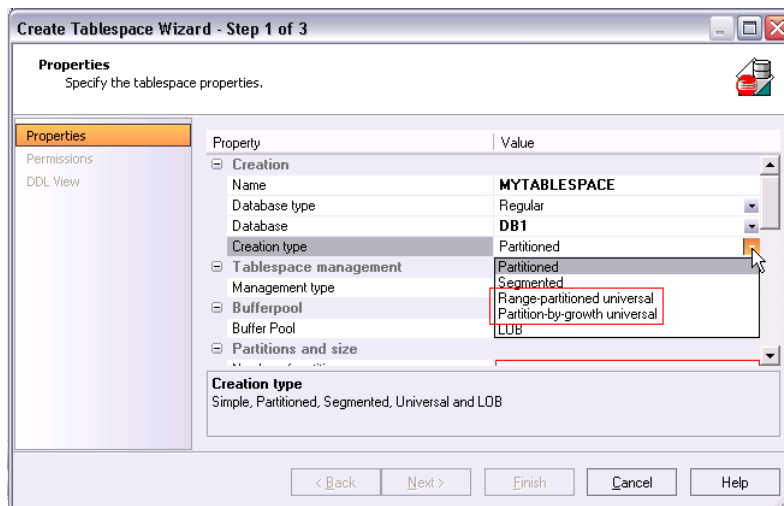 Create Tablespace Wizard - Step 1 of 3
Properties
Specify the tablespace properties.
Properties
Permissions
DDL View
Property Value
Creation
Name MYTABLESPACE
Database type Regular
Database DB1
Creation type Partitioned
Partitioned
Segmented
Range-partitioned universal
Partition-by-growth universal
LOB
Tablespace management
Management type
Bufferpool
Buffer Pool
Partitions and size
Creation type
Simple, Partitioned, Segmented, Universal and LOB
< Back Next > Finish Cancel Help